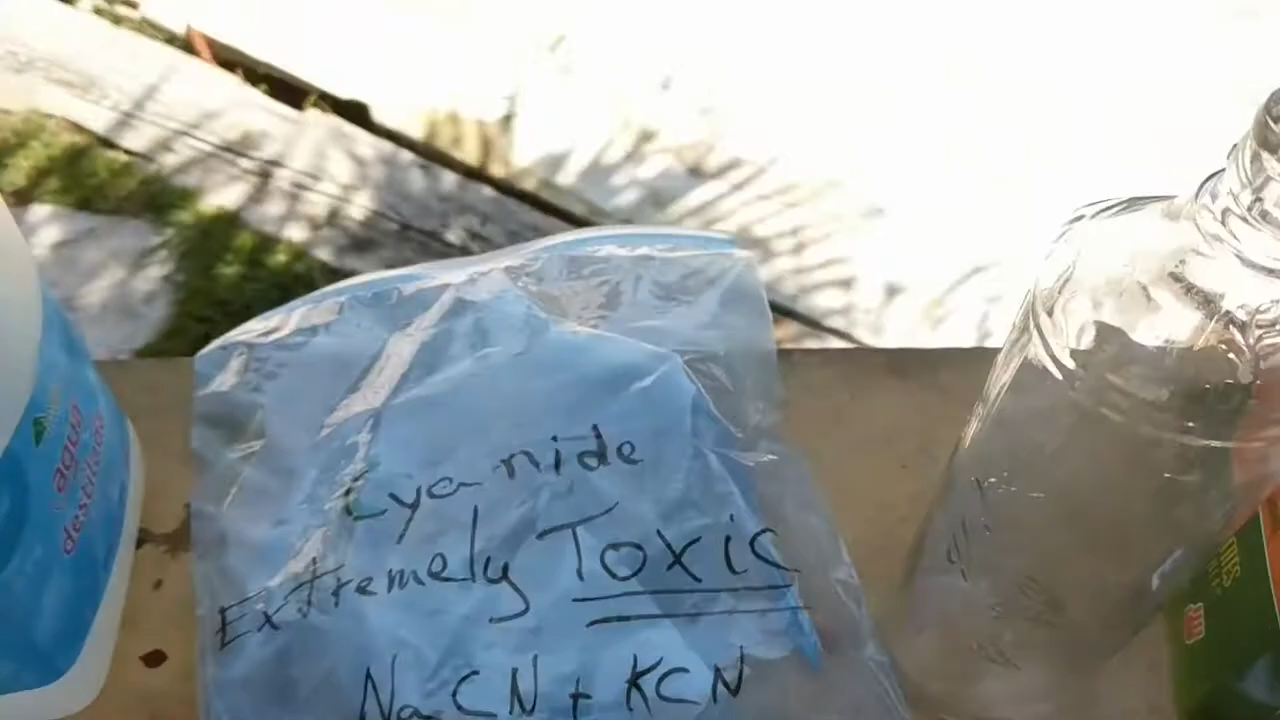 agua
destilada
Cyanide
Extremely Toxic
NaCN + KCN